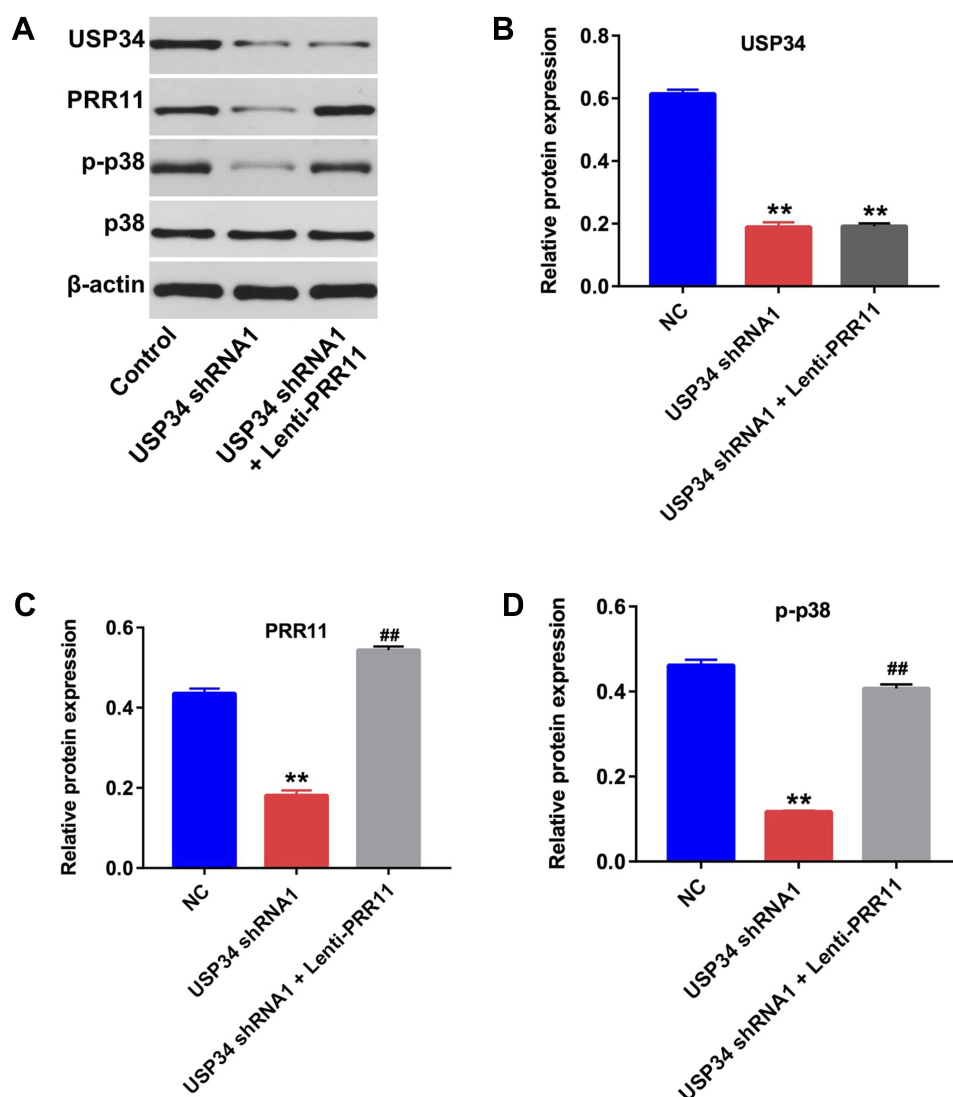 A
USP34
PRR11
p-p38
p38
β-actin
Control
USP34 shRNA1
USP34 shRNA1
+ Lenti-PRR11
B
USP34
Relative protein expression
0.8
0.6
0.4
0.2
0.0
**
**
NC
USP34 shRNA1
USP34 shRNA1 + Lenti-PRR11
C
PRR11
Relative protein expression
0.6
0.4
0.2
0.0
**
##
NC
USP34 shRNA1
USP34 shRNA1 + Lenti-PRR11
D
p-p38
Relative protein expression
0.6
0.4
0.2
0.0
**
##
NC
USP34 shRNA1
USP34 shRNA1 + Lenti-PRR11